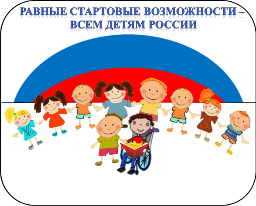 РАВНЫЕ СТАРТОВЫЕ ВОЗМОЖНОСТИ –
ВСЕМ ДЕТЯМ РОССИИ